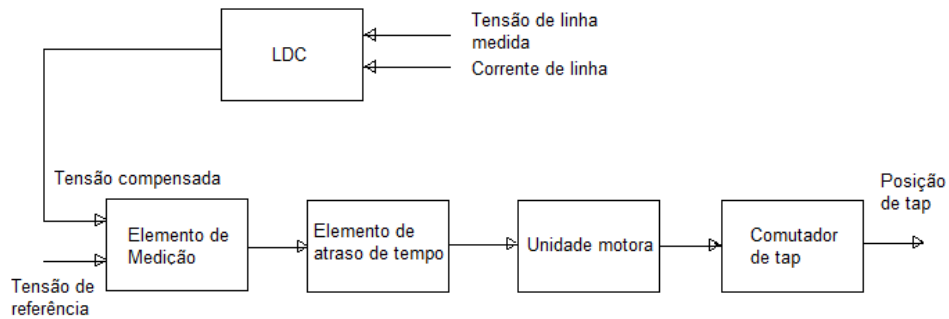 LDC
Tensão de linha
medida
Corrente de linha
Tensão compensada
Tensão de
referência
Elemento de
Medição
Elemento de
atraso de tempo
Unidade motora
Comutador
de tap
Posição
de tap